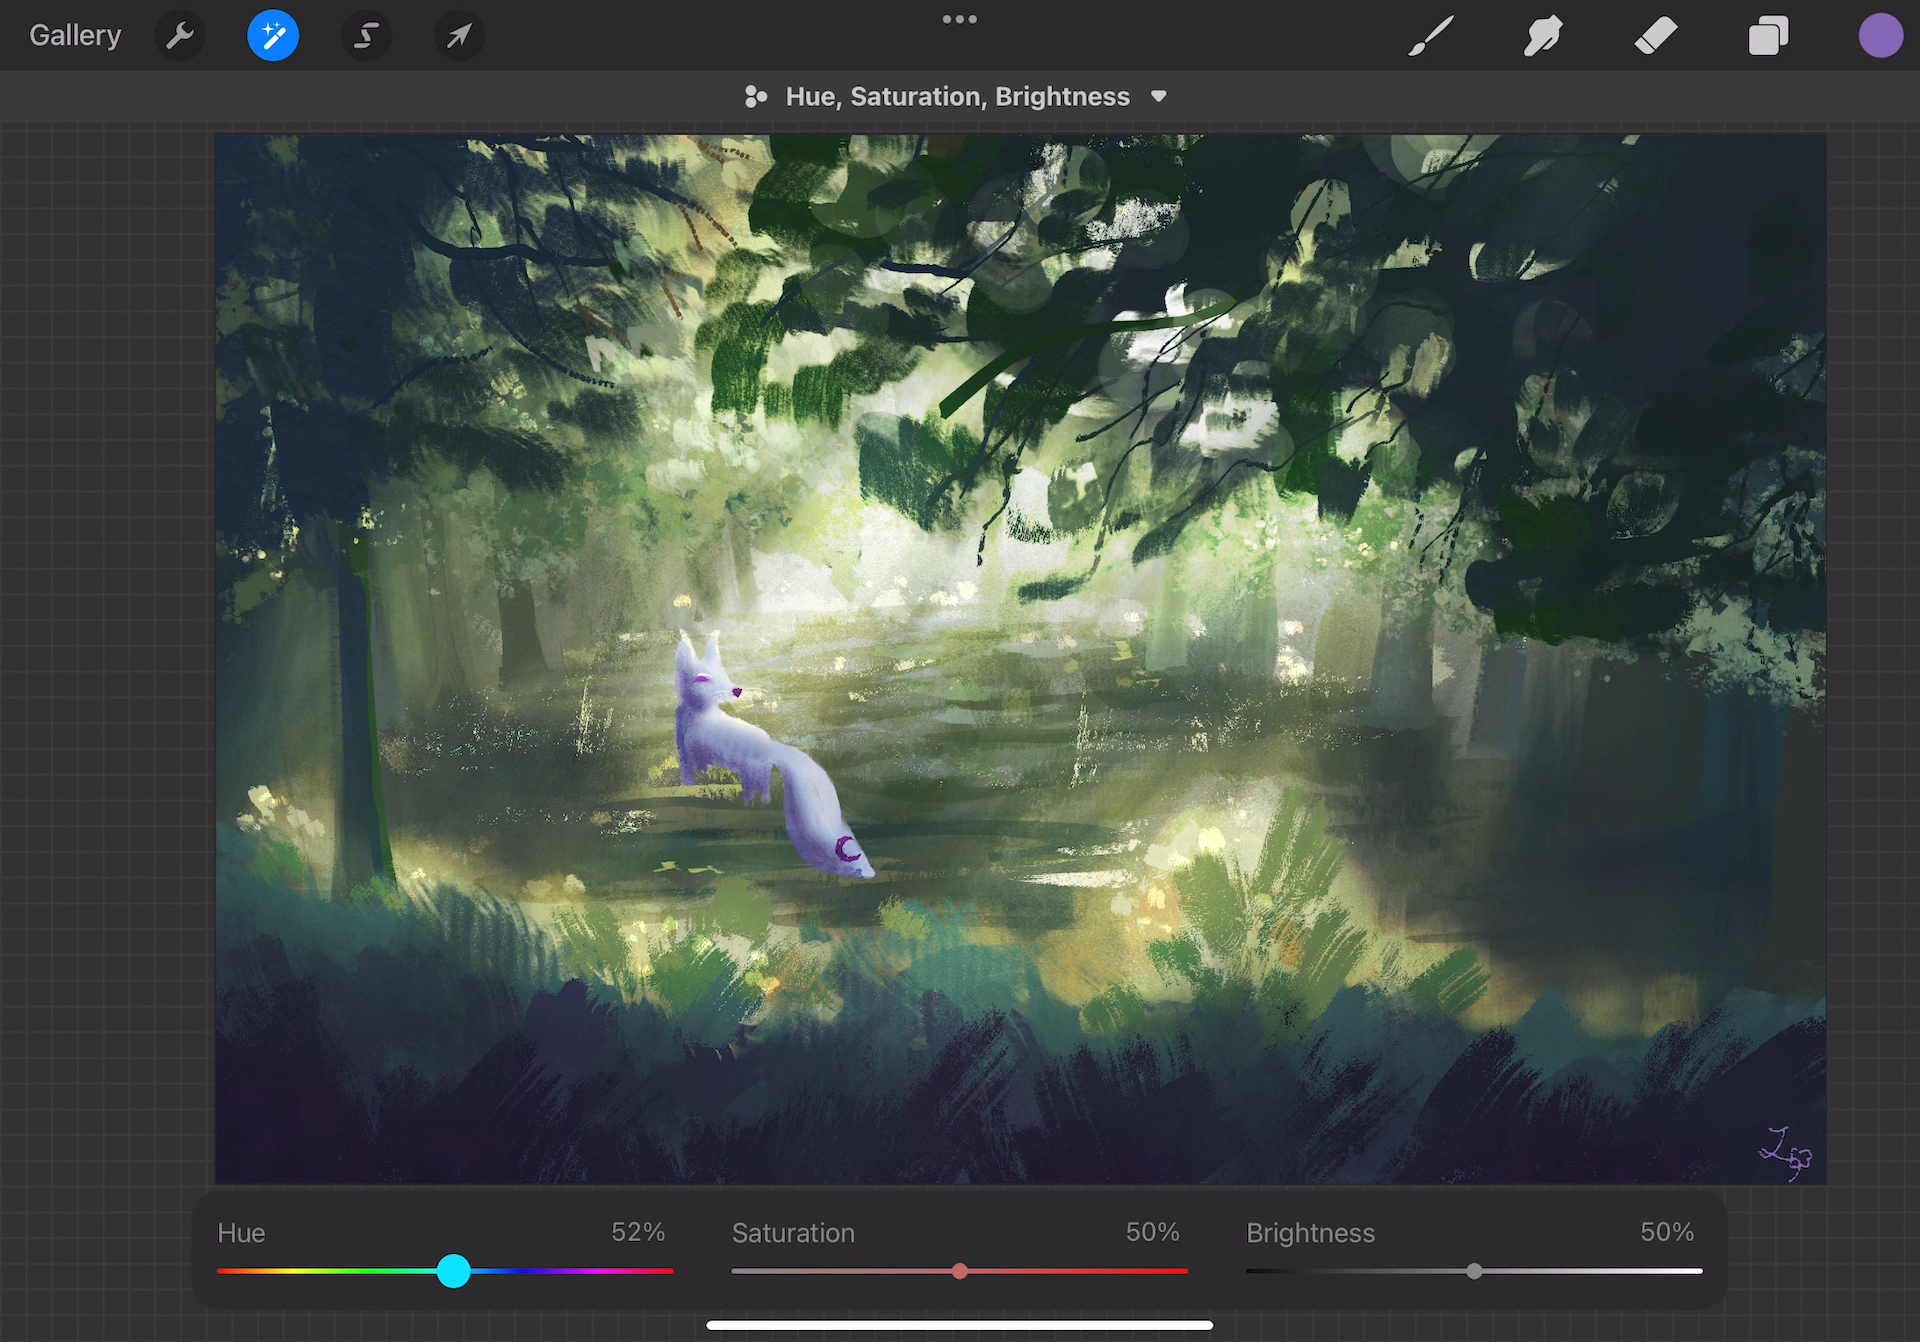 Gallery
Hue, Saturation, Brightness
Hue 52% Saturation 50% Brightness 50%